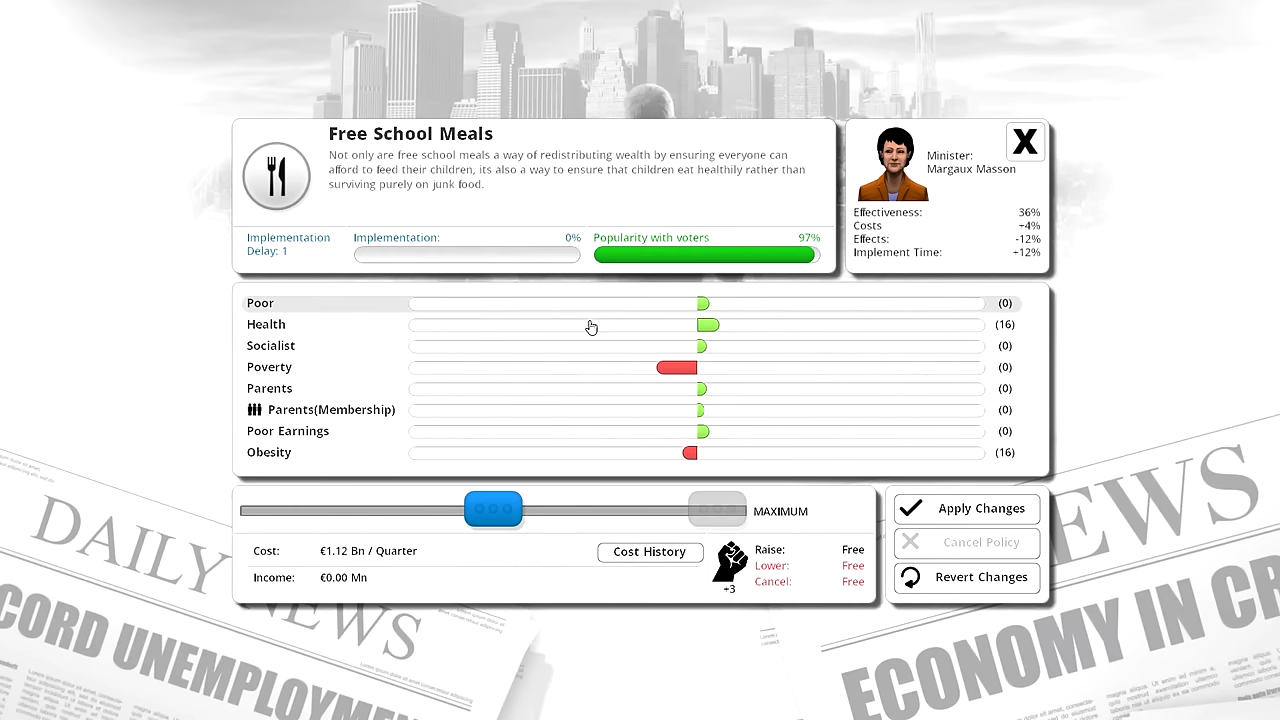 Free School Meals
Not only are free school meals a way of redistributing wealth by ensuring everyone can
afford to feed their children, its also a way to ensure that children eat healthily rather than
surviving purely on junk food.
Implementation
Delay: 1
Implementation: 0%
Popularity with voters 97%
X
Minister:
Margaux Masson
Effectiveness: 36%
Costs +4%
Effects: -12%
Implement Time: +12%
Poor (0)
Health (16)
Socialist (0)
Poverty (0)
Parents (0)
Parents(Membership) (0)
Poor Earnings (0)
Obesity (16)
MAXIMUM
Cost: €1.12 Bn / Quarter
Income: €0.00 Mn
Cost History
+3
Raise: Free
Lower: Free
Cancel: Free
Apply Changes
Cancel Policy
Revert Changes
DAILY NEWS
CORD UNEMPLOYME
EWS
ECONOMY IN CR